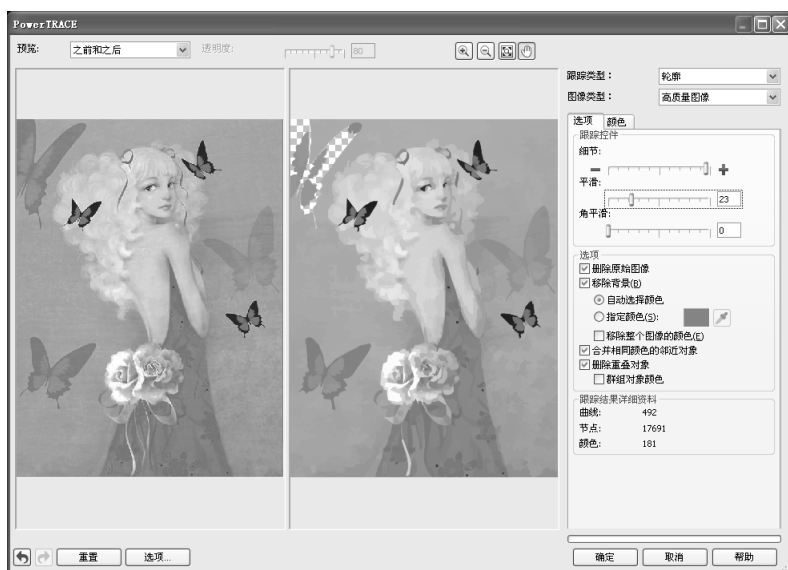 PowerTRACE
预览: 之前和之后 透明度: 80
跟踪类型： 轮廓
图像类型： 高质量图像
选项 颜色
跟踪控件
细节:
平滑:
23
角平滑:
0
选项
删除原始图像
移除背景(B)
自动选择颜色
指定颜色(S):
移除整个图像的颜色(E)
合并相同颜色的邻近对象
删除重叠对象
群组对象颜色
跟踪结果详细资料
曲线: 492
节点: 17691
颜色: 181
重置 选项... 确定 取消 帮助